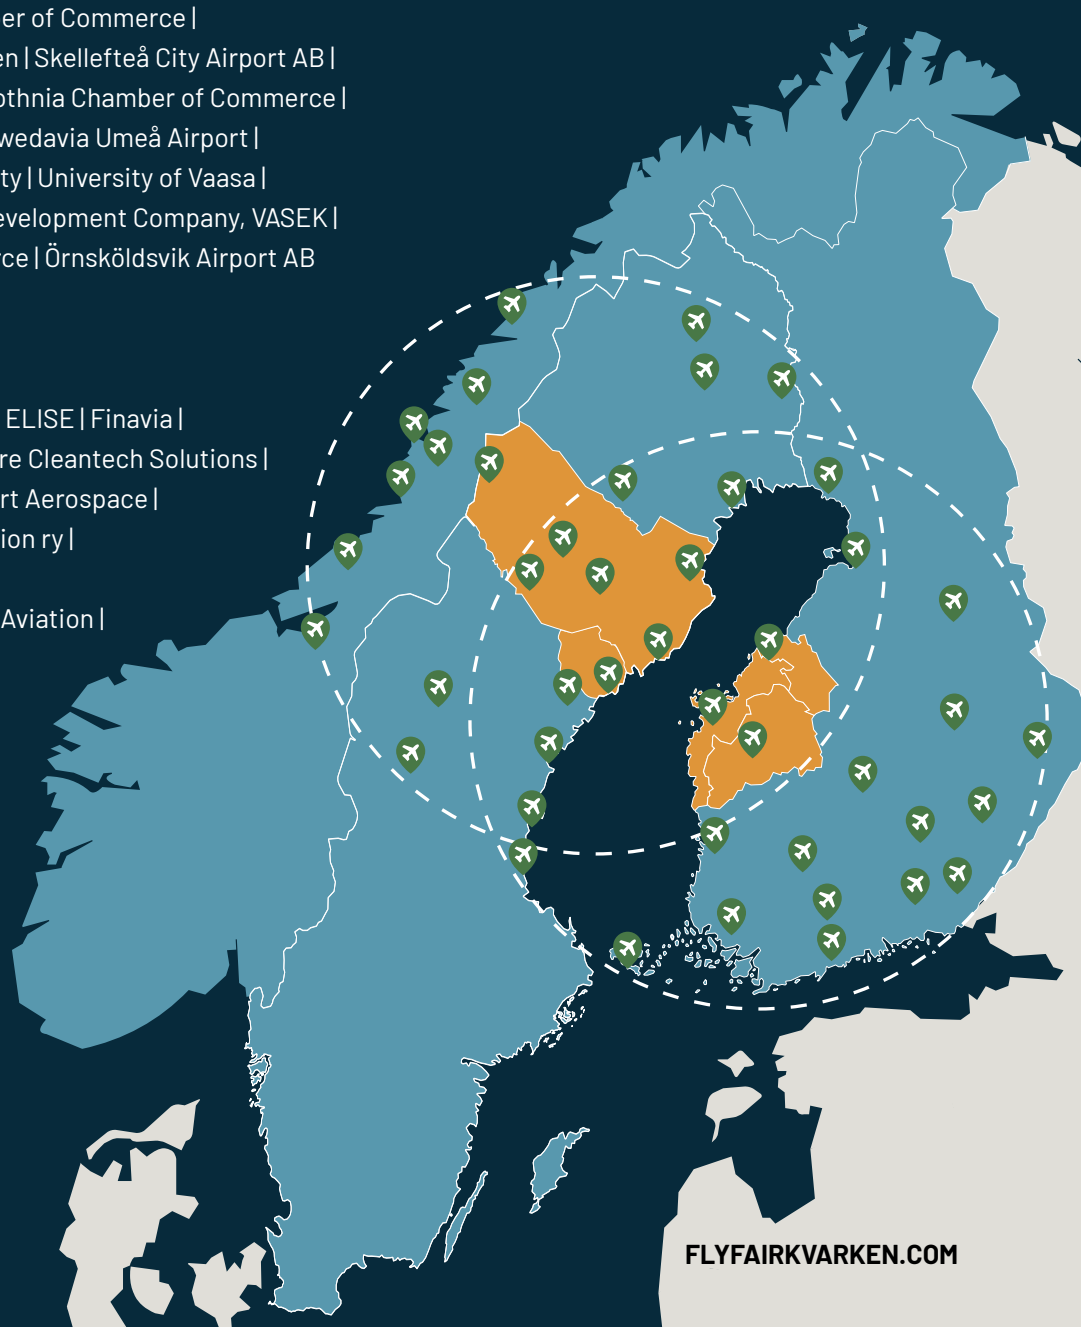 er of Commerce |
en | Skellefteå City Airport AB |
othnia Chamber of Commerce |
wedavia Umeå Airport |
ty | University of Vaasa |
evelopment Company, VASEK |
ce | Örnsköldsvik Airport AB
ELISE | Finavia |
re Cleantech Solutions |
rt Aerospace |
ion ry |
Aviation |
FLYFAIRKVARKEN.COM